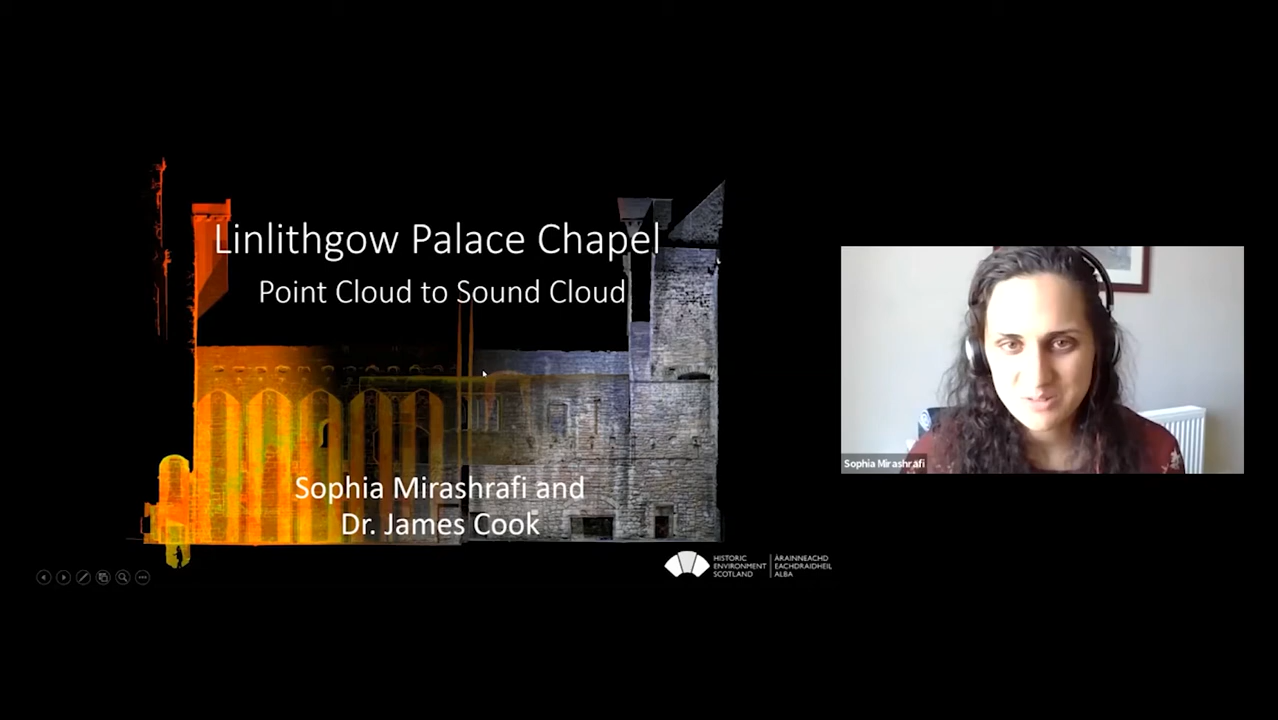 Linlithgow Palace Chapel
Point Cloud to Sound Cloud
Sophia Mirashrafi and
Dr. James Cook
HISTORIC
ENVIRONMENT
SCOTLAND
ÀRAINNEACHD
EACHDRAIDHEIL
ALBA
Sophia Mirashrafi